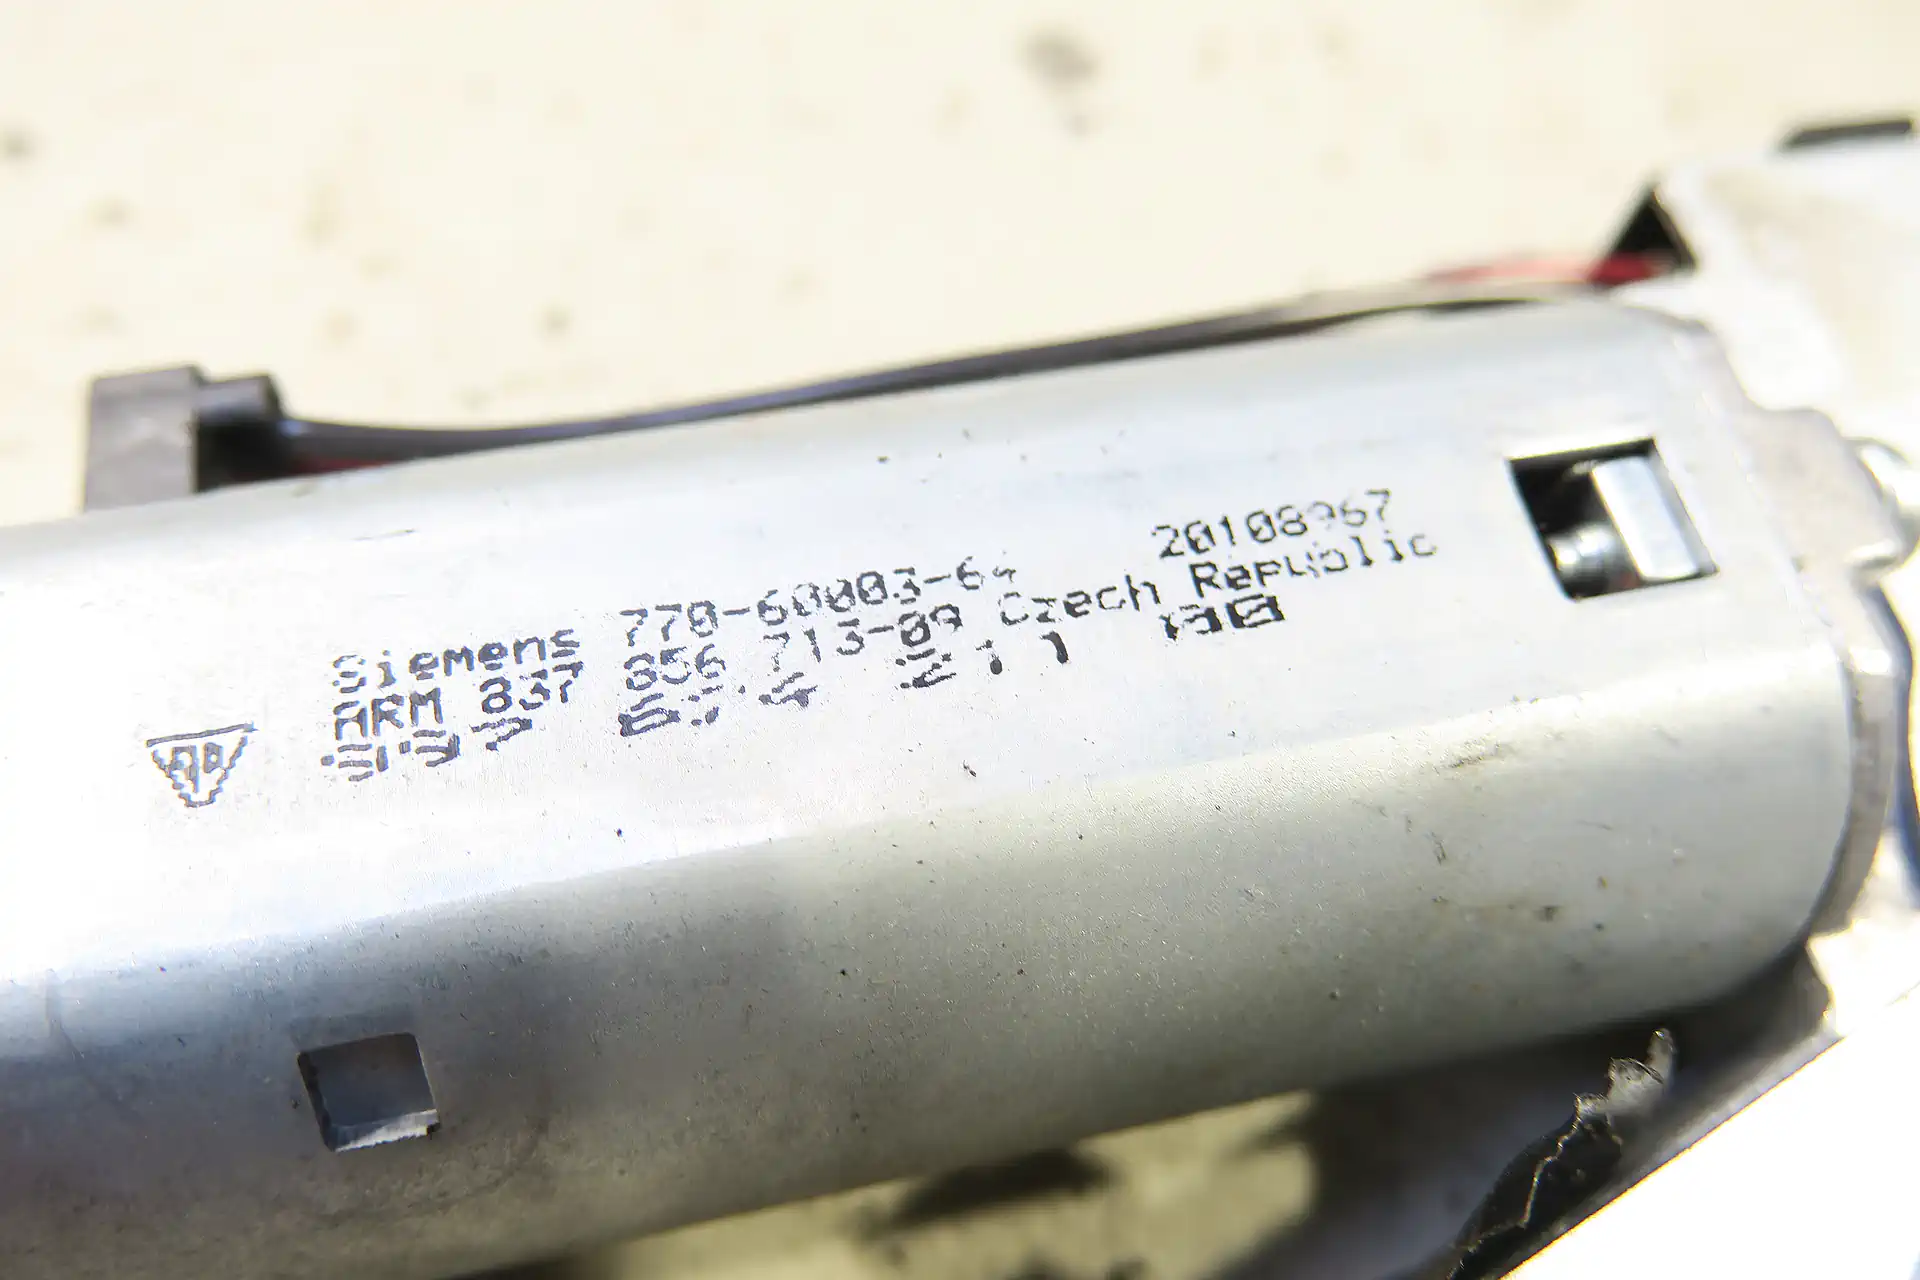 Siemens 770-60003-64 20108967
ARM 837 856 713-09 Czech Republic